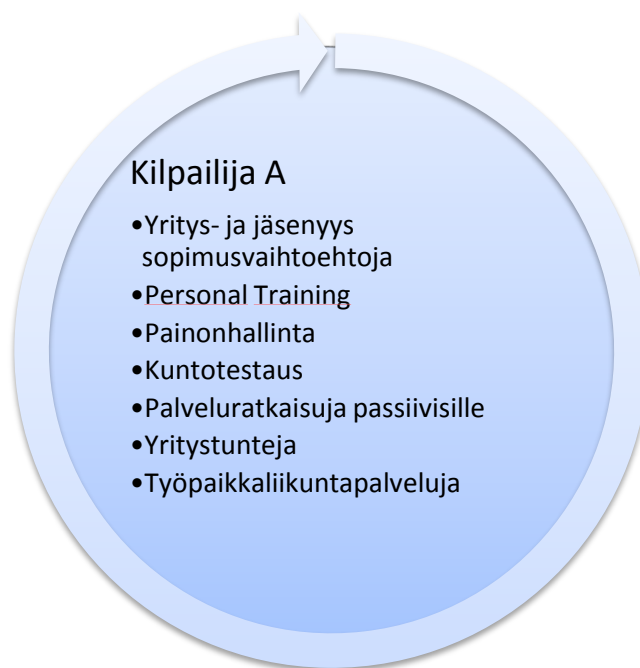 Kilpailija A
•Yritys- ja jäsenyys
sopimusvaihtoehtoja
•Personal Training
•Painonhallinta
•Kuntotestaus
•Palveluratkaisuja passiivisille
•Yritystunteja
•Työpaikkaliikuntapalveluja